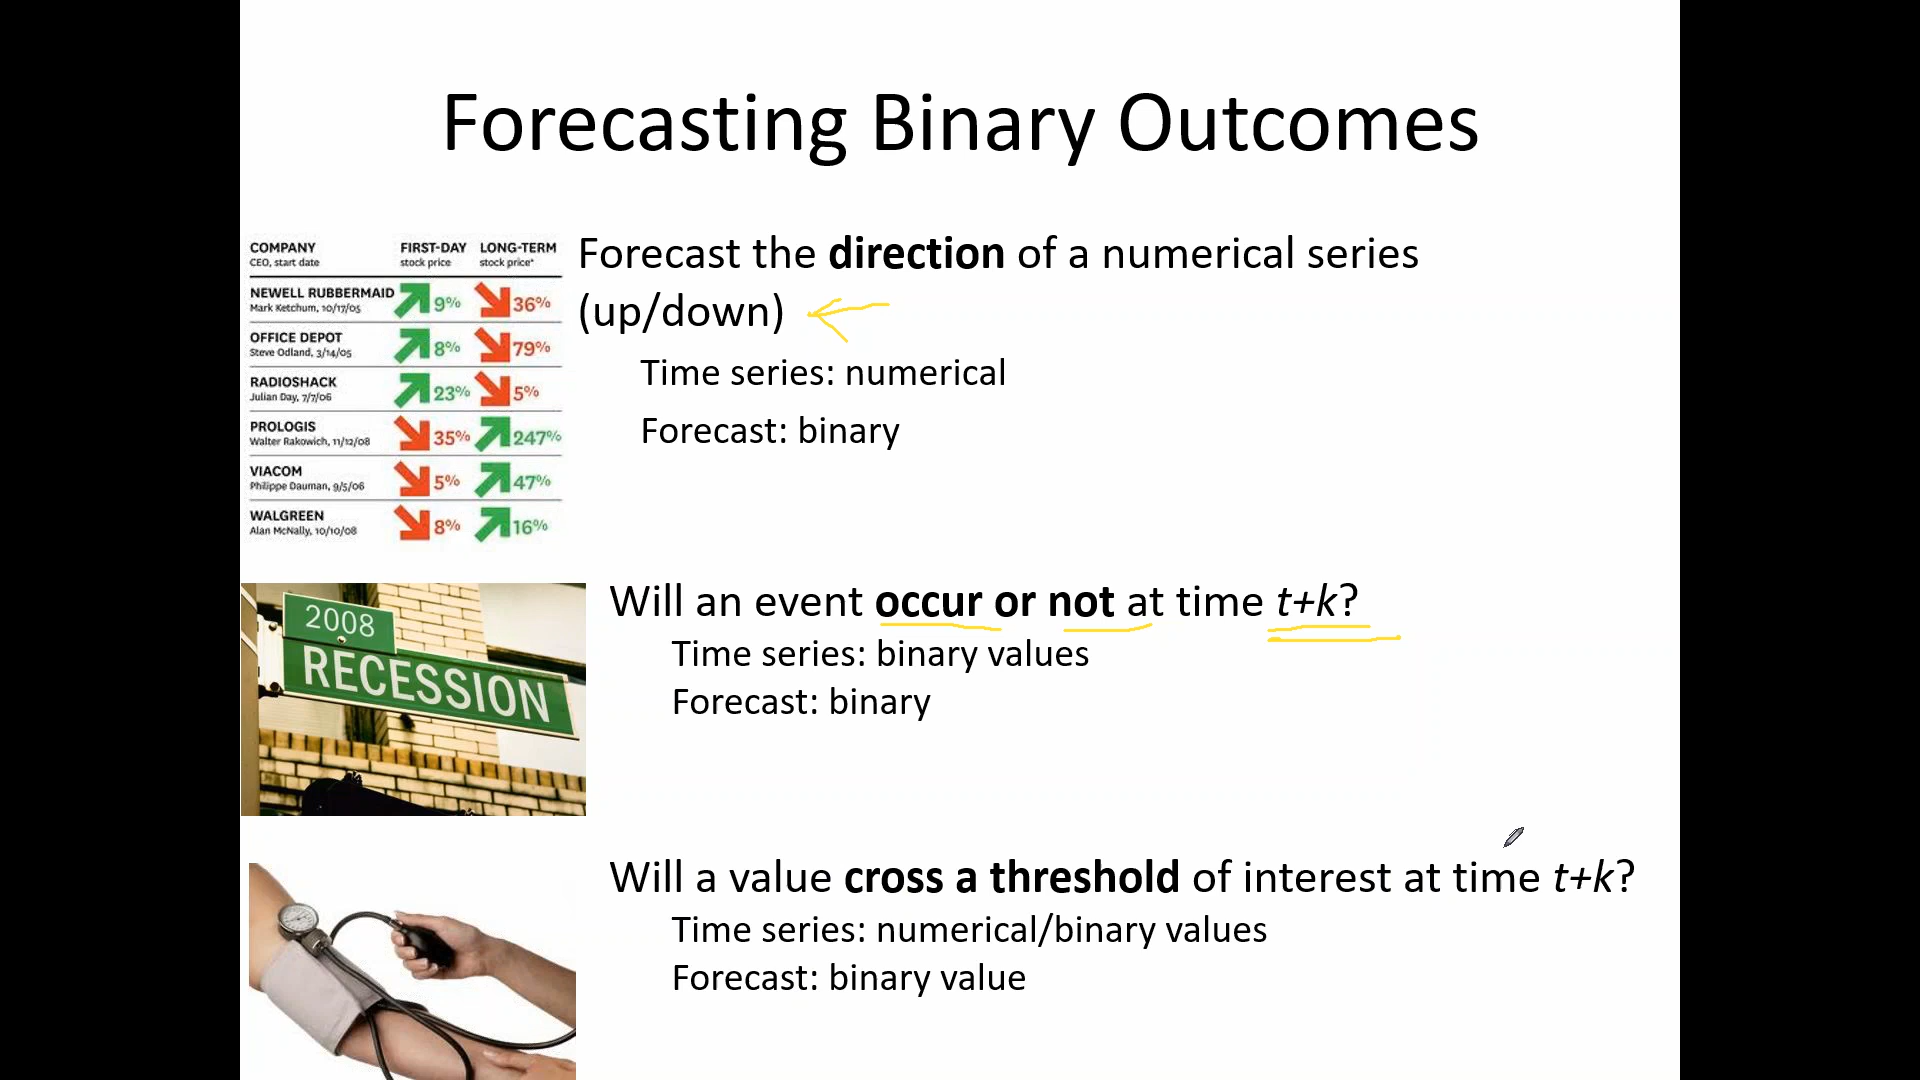 Forecasting Binary Outcomes
COMPANY FIRST-DAY LONG-TERM
CEO, start date stock price stock price*
NEWELL RUBBERMAID 9% 36%
Mark Ketchum, 10/17/05
OFFICE DEPOT 8% 79%
Steve Odland, 3/14/05
RADIOSHACK 23% 5%
Julian Day, 7/7/06
PROLOGIS 35% 247%
Walter Rakowich, 11/12/08
VIACOM 5% 47%
Philippe Dauman, 9/5/06
WALGREEN 8% 16%
Alan McNally, 10/10/08
Forecast the direction of a numerical series
(up/down)
Time series: numerical
Forecast: binary
2008
RECESSION
Will an event occur or not at time t+k?
Time series: binary values
Forecast: binary
Will a value cross a threshold of interest at time t+k?
Time series: numerical/binary values
Forecast: binary value